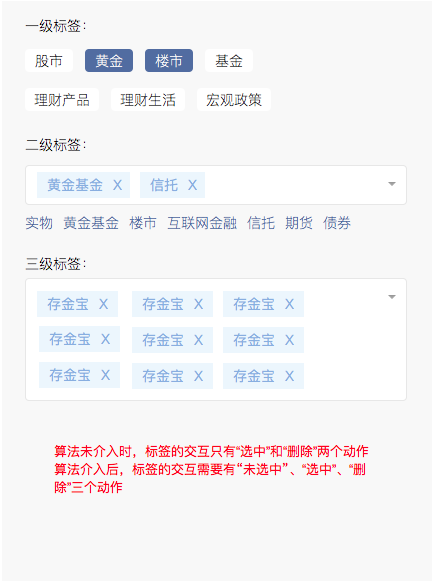 一级标签：
股市 黄金 楼市 基金
理财产品 理财生活 宏观政策
二级标签：
黄金基金 X 信托 X
实物 黄金基金 楼市 互联网金融 信托 期货 债券
三级标签：
存金宝 X 存金宝 X 存金宝 X
存金宝 X 存金宝 X 存金宝 X
存金宝 X 存金宝 X 存金宝 X
算法未介入时，标签的交互只有“选中”和“删除”两个动作
算法介入后，标签的交互需要有“未选中”、“选中”、“删
除”三个动作